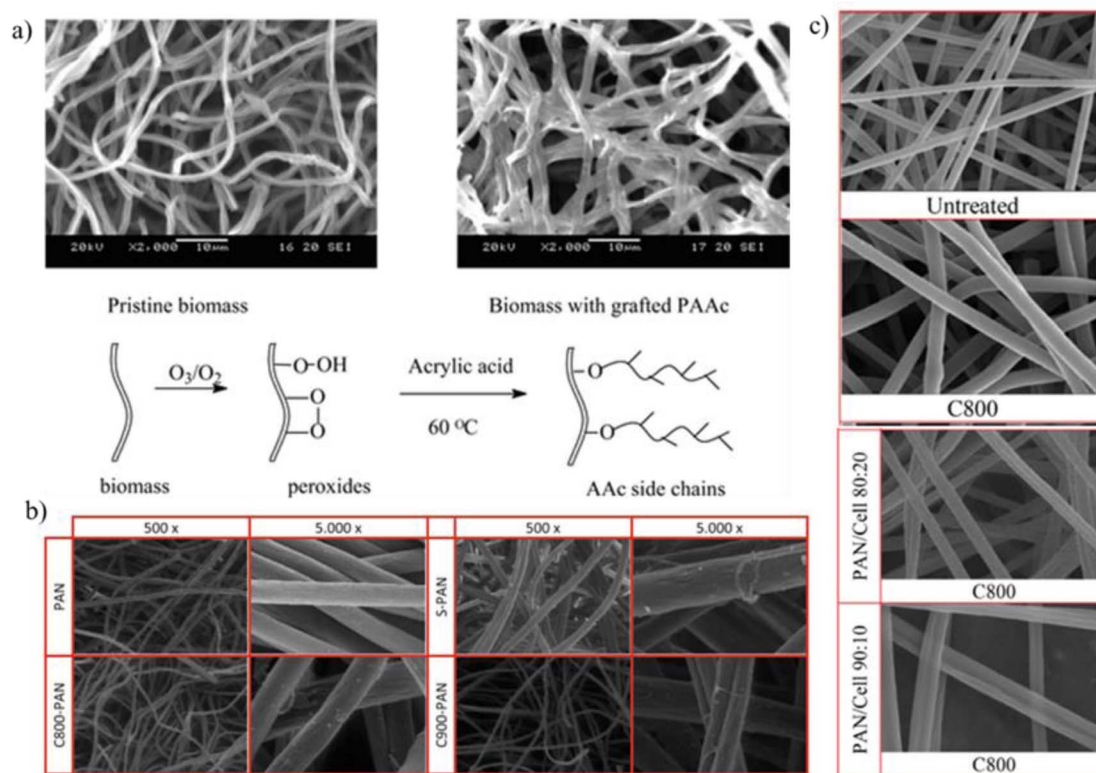 a)
20kV X2,000 10μm 16 20 SEI
20kV X2,000 10μm 17 20 SEI
Pristine biomass
Biomass with grafted PAAc
O₃/O₂
O-OH
O
O
Acrylic acid
60 ⁰C
O
O
biomass
peroxides
AAc side chains
b)
500 x
5.000 x
500 x
5.000 x
PAN
S-PAN
C800-PAN
C900-PAN
c)
Untreated
C800
PAN/Cell 80:20
C800
PAN/Cell 90:10
C800